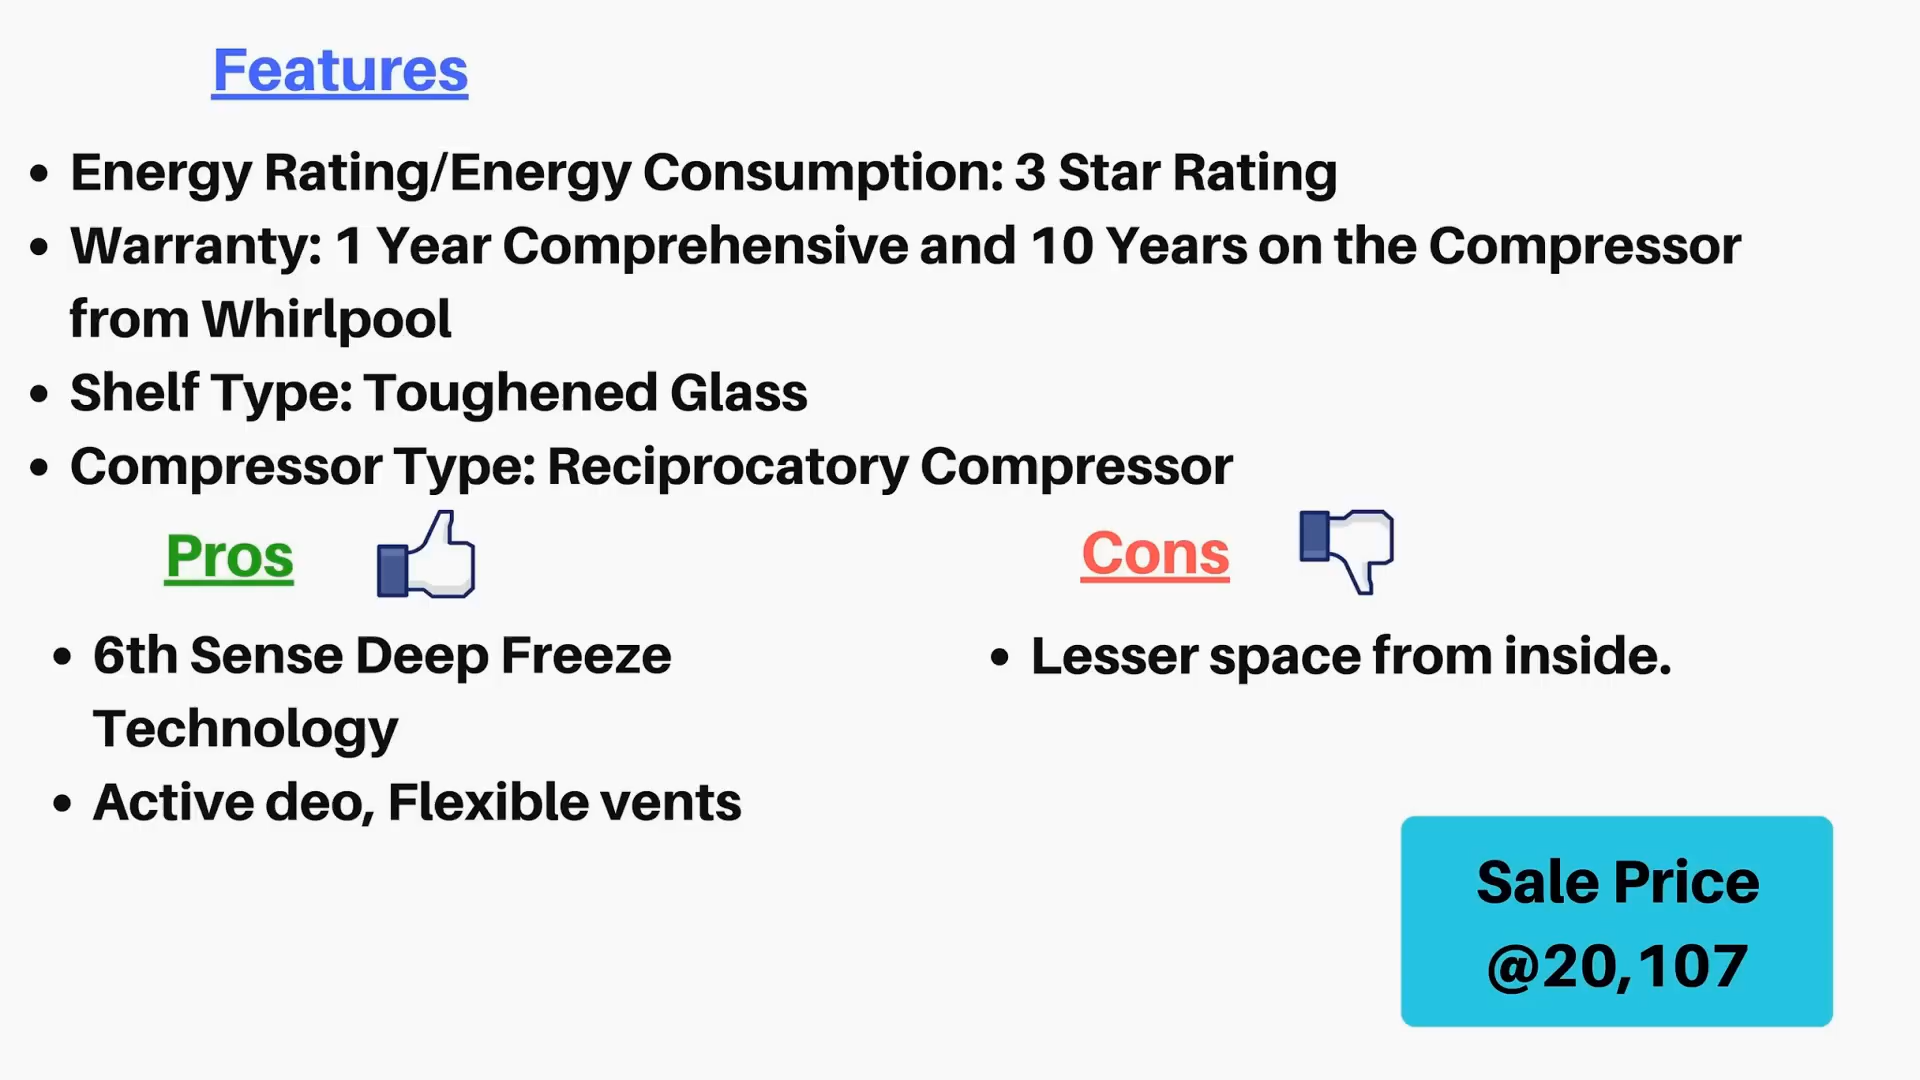 Features
• Energy Rating/Energy Consumption: 3 Star Rating
• Warranty: 1 Year Comprehensive and 10 Years on the Compressor
from Whirlpool
• Shelf Type: Toughened Glass
• Compressor Type: Reciprocatory Compressor
Pros
• 6th Sense Deep Freeze
Technology
• Active deo, Flexible vents
Cons
• Lesser space from inside.
Sale Price
@20,107